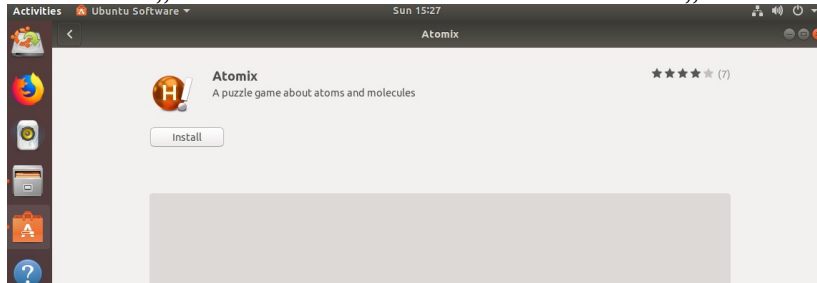 Activities Ubuntu Software Sun 15:27
Atomix
H!
Atomix
(7)
A puzzle game about atoms and molecules
Install
A
?